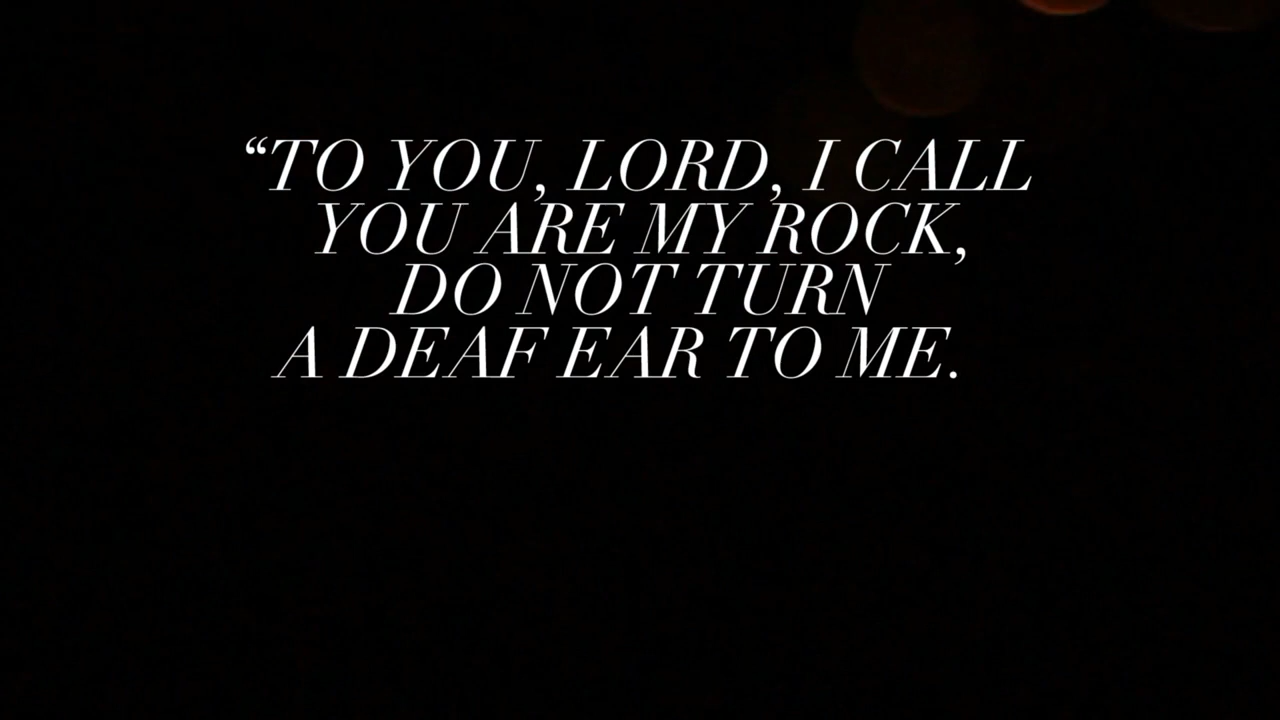 “TO YOU, LORD, I CALL
YOU ARE MY ROCK,
DO NOT TURN
A DEAF EAR TO ME.